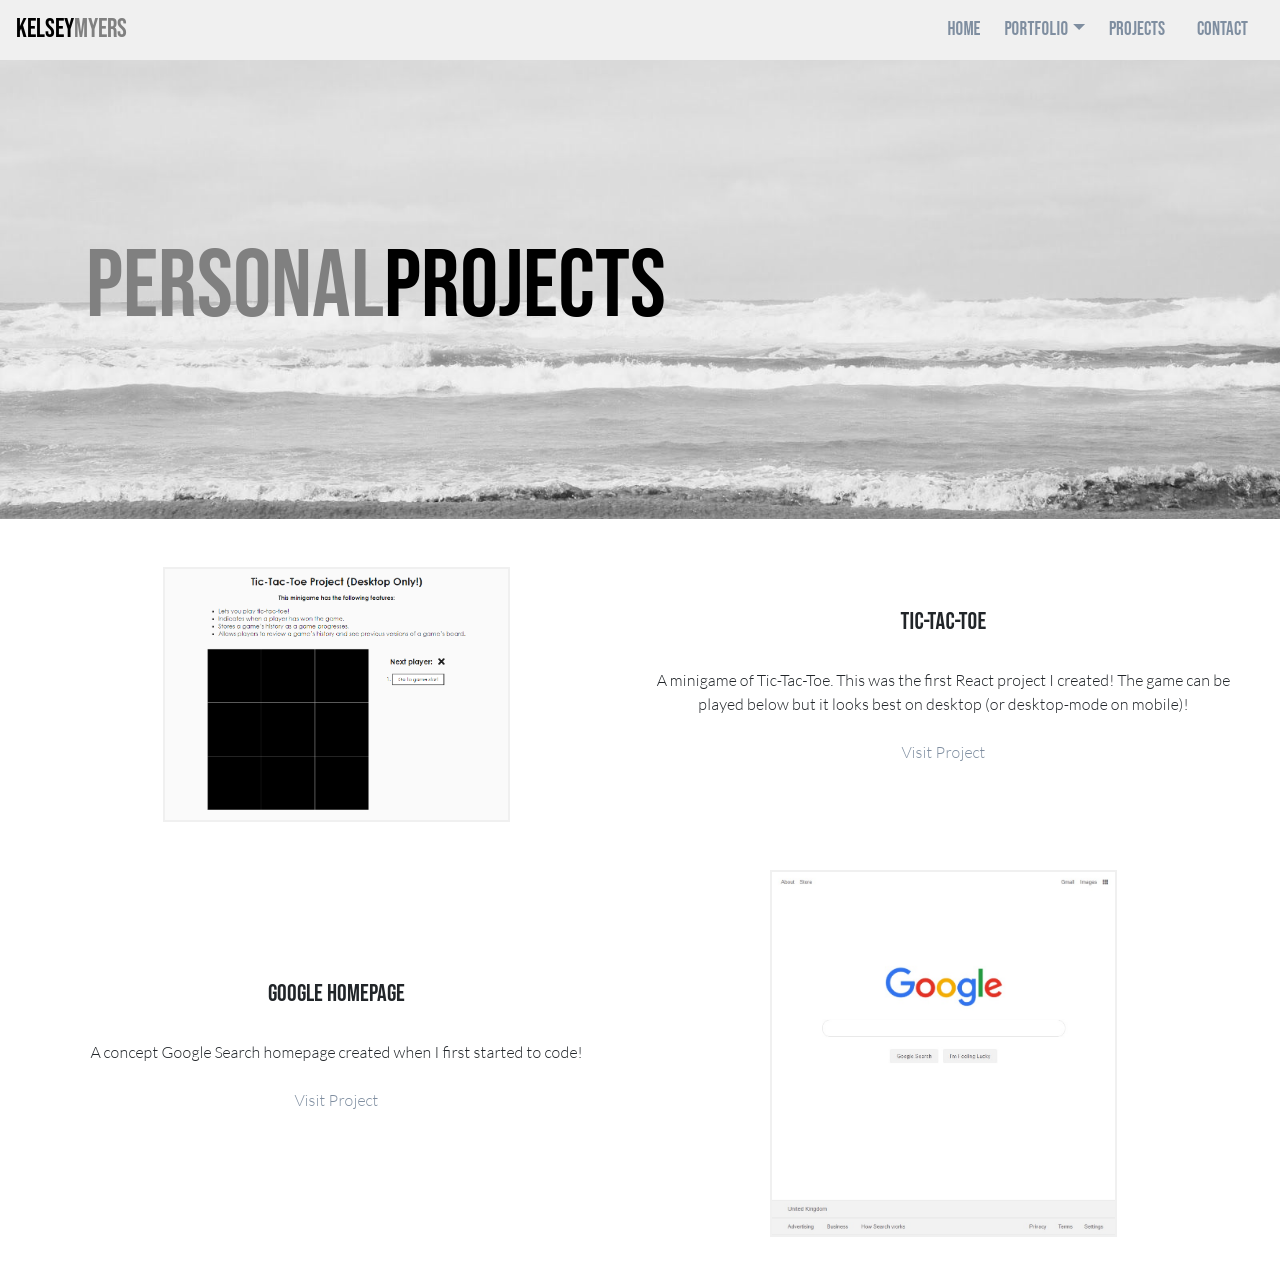 KELSEYMYERS
HOME PORTFOLIO PROJECTS CONTACT
PERSONALPROJECTS
Tic-Tac-Toe Project (Desktop Only!)
This minigame has the following features:
Lets you play tic-tac-toe!
Indicates when a player has won the game.
Stores a game's history as a game progresses.
Allows players to review a game's history and see previous versions of a game's board.
Next player: X
1. Go to game start
TIC-TAC-TOE
A minigame of Tic-Tac-Toe. This was the first React project I created! The game can be
played below but it looks best on desktop (or desktop-mode on mobile)!
Visit Project
GOOGLE HOMEPAGE
A concept Google Search homepage created when I first started to code!
Visit Project
About Store Gmail Images
Google
Google Search I'm Feeling Lucky
United Kingdom
Advertising Business How Search works Privacy Terms Settings